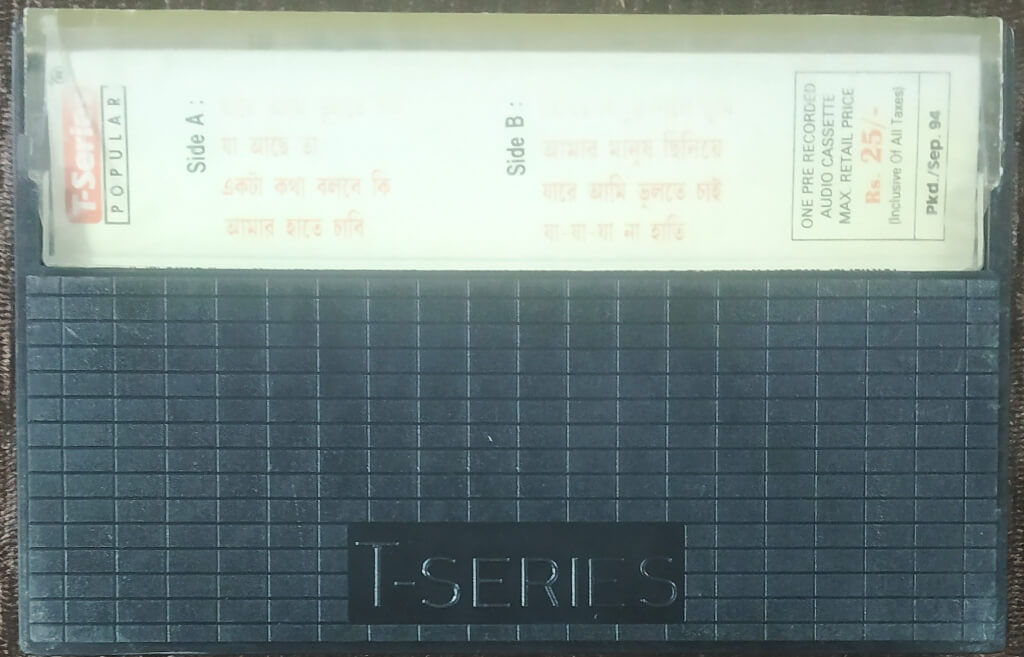 T-Series
POPULAR
Side A :
যা আছে তা
একটা কথা বলবে কি
আমার হাতে চাবি
Side B :
আমার মানষ ছিনিয়ে
যারে আমি ভুলতে চাই
যা-যা-যা না হাতি
ONE PRE RECORDED
AUDIO CASSETTE
MAX. RETAIL PRICE
Rs. 25/-
(Inclusive Of All Taxes)
Pkd./Sep. 94
T-SERIES